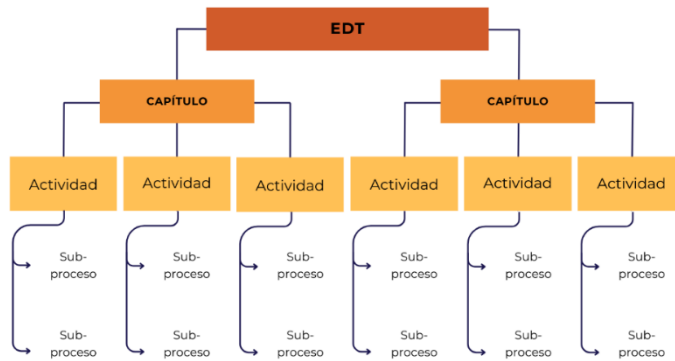 EDT
CAPÍTULO
CAPÍTULO
Actividad
Actividad
Actividad
Actividad
Actividad
Actividad
Sub-
proceso
Sub-
proceso
Sub-
proceso
Sub-
proceso
Sub-
proceso
Sub-
proceso
Sub-
proceso
Sub-
proceso
Sub-
proceso
Sub-
proceso
Sub-
proceso
Sub-
proceso